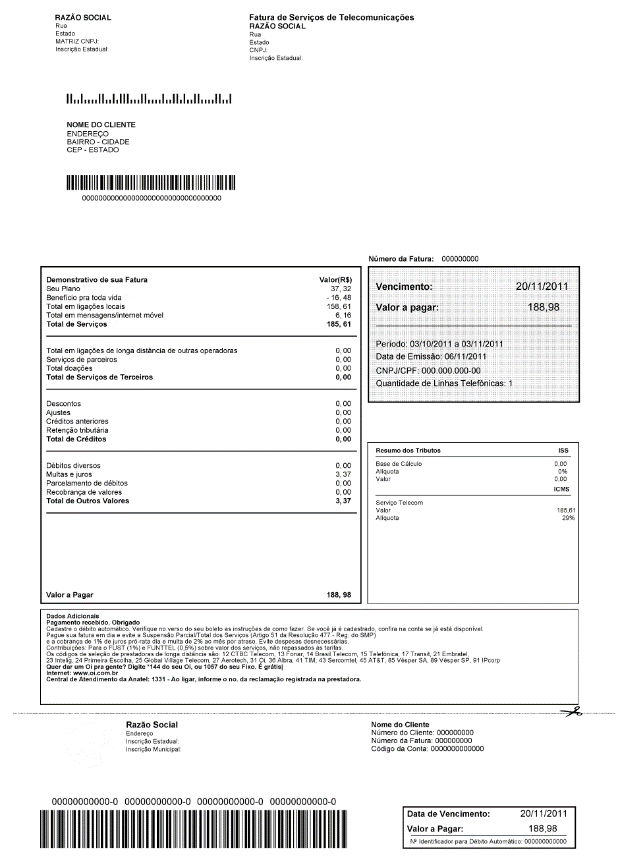 RAZÃO SOCIAL
Rua
Estado
MATRIZ CNPJ:
Inscrição Estadual:
Fatura de Serviços de Telecomunicações
RAZÃO SOCIAL
Rua
Estado
CNPJ:
Inscrição Estadual:
NOME DO CLIENTE
ENDEREÇO
BAIRRO - CIDADE
CEP - ESTADO
Número da Fatura: 000000000
Demonstrativo de sua Fatura Valor(R$)
Seu Plano 37, 32
Benefício pra toda vida - 16, 48
Total em ligações locais 158, 61
Total em mensagens/internet móvel 6, 16
Total de Serviços 185, 61
Total em ligações de longa distância de outras operadoras 0, 00
Serviços de parceiros 0, 00
Total doações 0, 00
Total de Serviços de Terceiros 0, 00
Descontos 0, 00
Ajustes 0, 00
Créditos anteriores 0, 00
Retenção tributária 0, 00
Total de Créditos 0, 00
Débitos diversos 0, 00
Multas e juros 3, 37
Parcelamento de débitos 0, 00
Recobrança de valores 0, 00
Total de Outros Valores 3, 37
Valor a Pagar 188, 98
Vencimento: 20/11/2011
Valor a pagar: 188,98
Periodo: 03/10/2011 a 03/11/2011
Data de Emissão: 06/11/2011
CNPJ/CPF: 000.000.000-00
Quantidade de Linhas Telefônicas: 1
Resumo dos Tributos ISS
Base de Cálculo 0,00
Alíquota 0%
Valor 0,00
ICMS
Serviço Telecom
Valor 185,61
Alíquota 29%
Dados Adicionais
Pagamento recebido. Obrigado
Cadastre o débito automático. Verifique no verso do seu boleto as instruções de como fazer. Se você já é cadastrado, confira na conta se já está disponível.
Pague sua fatura em dia e evite a Suspensão Parcial/Total dos Serviços (Artigo 51 da Resolução 477 - Reg. do SMP)
e a cobrança de 1% de juros pró-rata dia e multa de 2% ao mês por atraso. Evite despesas desnecessárias.
Contribuições: Para o FUST (1%) e FUNTTEL (0,5%) sobre valor dos serviços, não repassados às tarifas.
Os códigos de seleção de prestadoras de longa distância são: 12 CTBC Telecom, 13 Fonar, 14 Brasil Telecom, 15 Telefônica, 17 Transit, 21 Embratel,
23 Intelig, 24 Primeira Escolha, 25 Global Village Telecom, 27 Aerotech, 31 Oi, 36 Albra, 41 TIM, 43 Sercomtel, 45 AT&T, 85 Vésper SA, 89 Vésper SP, 91 IPcorp
Quer dar um Oi pra gente? Digite *144 do seu Oi, ou 1057 do seu Fixo. É grátis)
Internet: www.oi.com.br
Central de Atendimento da Anatel: 1331 - Ao ligar, informe o no. da reclamação registrada na prestadora.
Razão Social
Endereço
Inscrição Estadual:
Inscrição Municipal:
Nome do Cliente
Número do Cliente: 000000000
Número da Fatura: 000000000
Código da Conta: 0000000000000
00000000000-0 00000000000-0 00000000000-0 00000000000-0
Data de Vencimento: 20/11/2011
Valor a Pagar: 188,98
Nº Identificador para Débito Automático: 000000000000